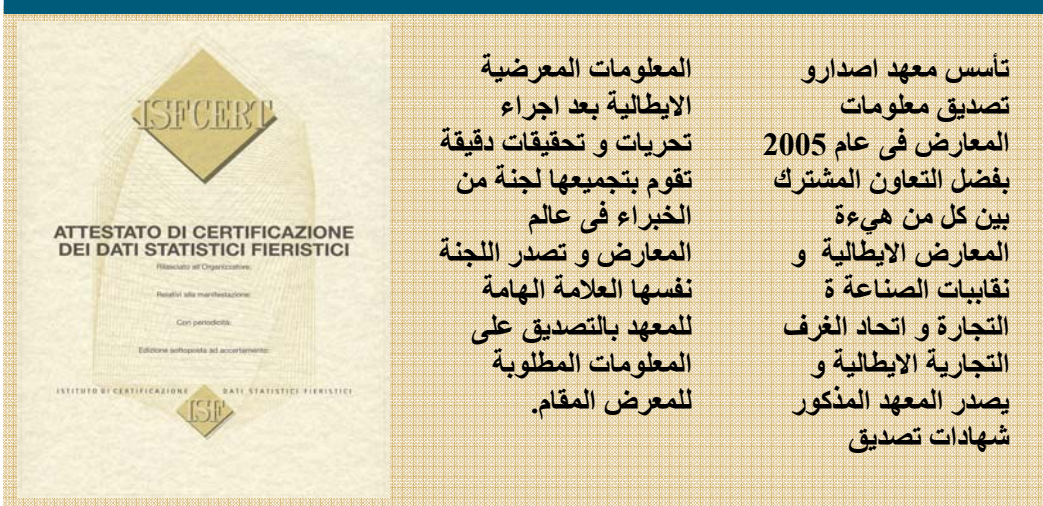 تأسس معهد اصدارو
تصديق معلومات
المعارض فى عام 2005
بفضل التعاون المشترك
بين كل من هيءة
المعارض الايطالية و
نقابيات الصناعة ة
التجارة و اتحاد الغرف
التجارية الايطالية و
يصدر المعهد المذكور
شهادات تصديق
المعلومات المعرضية
الايطالية بعد اجراء
تحريات و تحقيقات دقيقة
تقوم بتجميعها لجنة من
الخبراء فى عالم
المعارض و تصدر اللجنة
نفسها العلامة الهامة
للمعهد بالتصديق على
المعلومات المطلوبة
للمعرض المقام.
ISFCERT
ATTESTATO DI CERTIFICAZIONE
DEI DATI STATISTICI FIERISTICI
Rilasciato all'Organizzatore:
Relativi alla manifestazione:
Con periodicità:
Edizione sottoposta ad accertamento:
ISTITUTO DI CERTIFICAZIONE DATI STATISTICI FIERISTICI
ISF